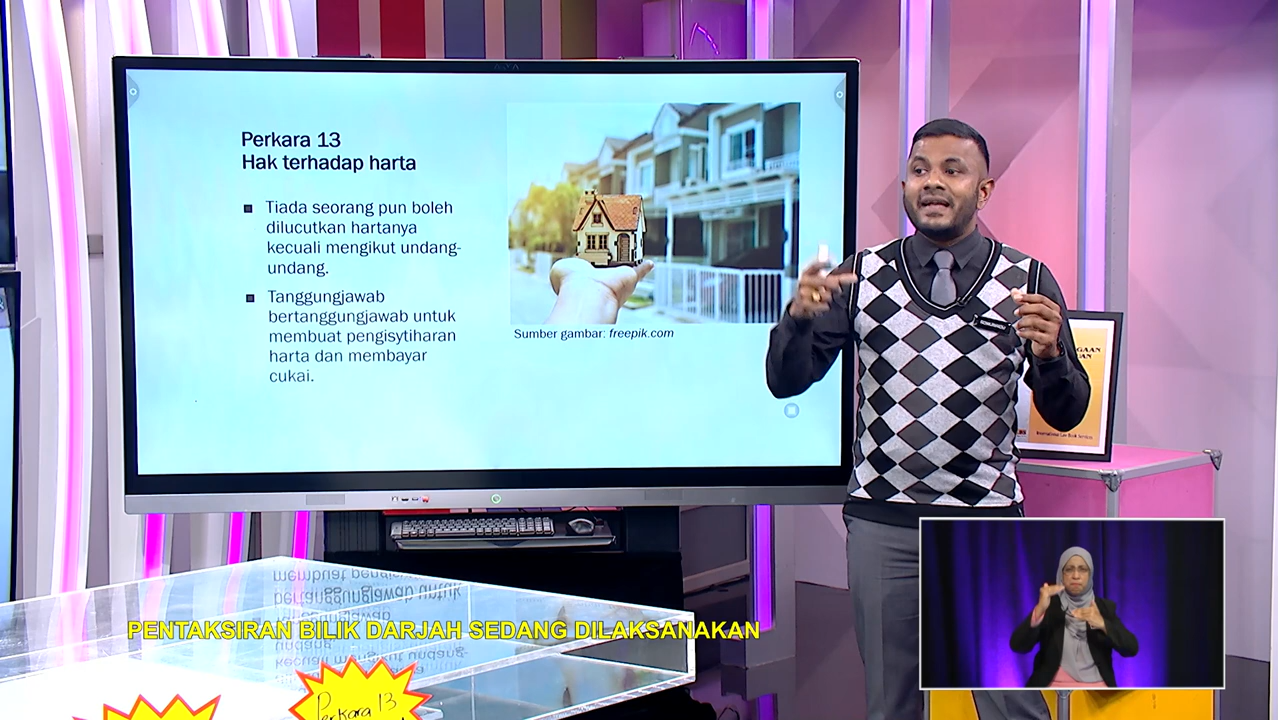 Perkara 13
Hak terhadap harta
Tiada seorang pun boleh
dilucutkan hartanya
kecuali mengikut undang-
undang.
Tanggungjawab
bertanggungjawab untuk
membuat pengisytiharan
harta dan membayar
cukai.
Sumber gambar: freepik.com
PENTAKSIRAN BILIK DARJAH SEDANG DILAKSANAKAN
Perkara 13